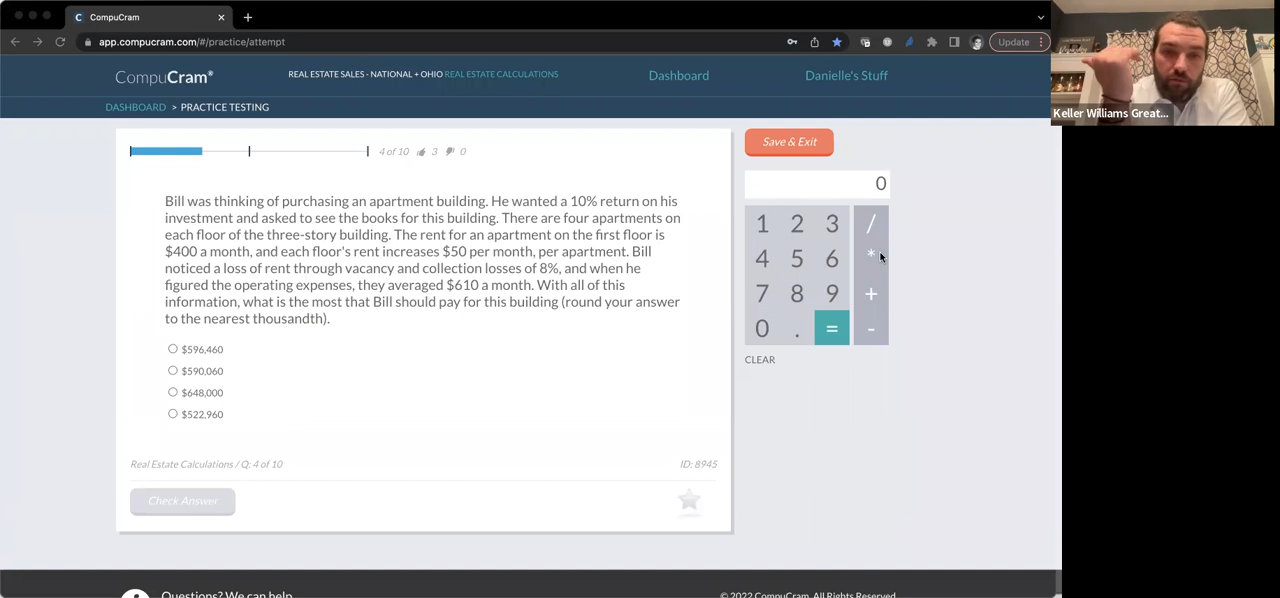 CompuCram
app.compucram.com/#/practice/attempt
Update
CompuCram®
REAL ESTATE SALES - NATIONAL + OHIO REAL ESTATE CALCULATIONS
Dashboard
Danielle's Stuff
Keller Williams Great...
DASHBOARD > PRACTICE TESTING
4 of 10 3 0
Save & Exit
0
Bill was thinking of purchasing an apartment building. He wanted a 10% return on his
investment and asked to see the books for this building. There are four apartments on
each floor of the three-story building. The rent for an apartment on the first floor is
$400 a month, and each floor's rent increases $50 per month, per apartment. Bill
noticed a loss of rent through vacancy and collection losses of 8%, and when he
figured the operating expenses, they averaged $610 a month. With all of this
information, what is the most that Bill should pay for this building (round your answer
to the nearest thousandth).
$596,460
$590,060
$648,000
$522,960
1 2 3 /
4 5 6 *
7 8 9 +
0 . = -
CLEAR
Real Estate Calculations / Q: 4 of 10
ID: 8945
Check Answer
Questions? We can help
© 2022 CompuCram. All Rights Reserved